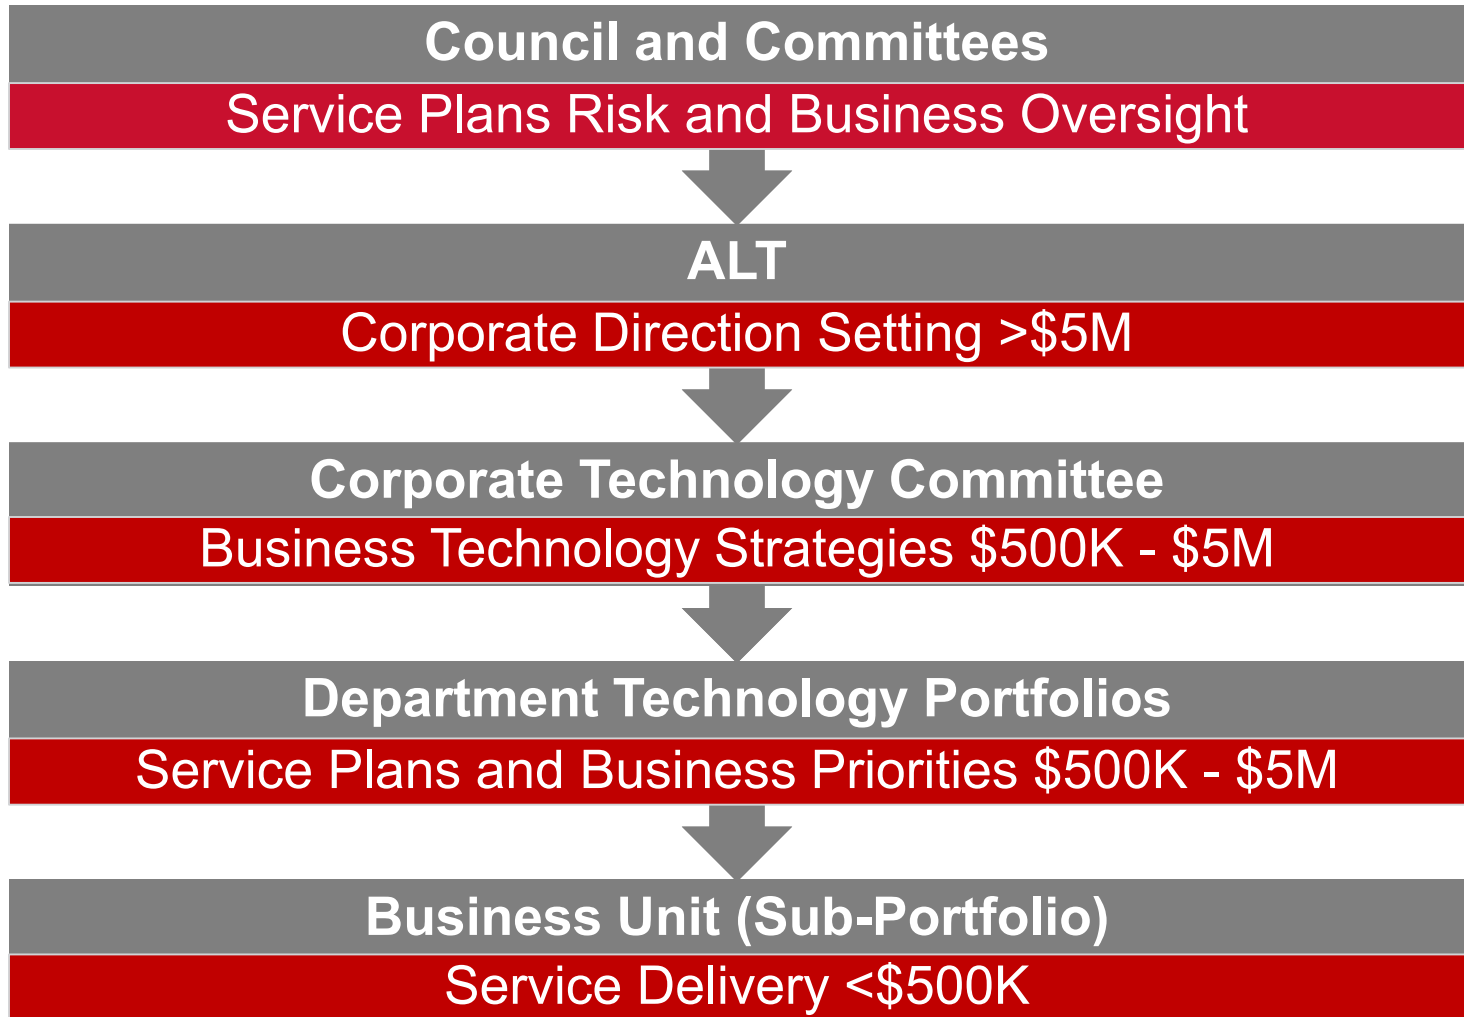 Council and Committees
Service Plans Risk and Business Oversight
ALT
Corporate Direction Setting >$5M
Corporate Technology Committee
Business Technology Strategies $500K - $5M
Department Technology Portfolios
Service Plans and Business Priorities $500K - $5M
Business Unit (Sub-Portfolio)
Service Delivery <$500K